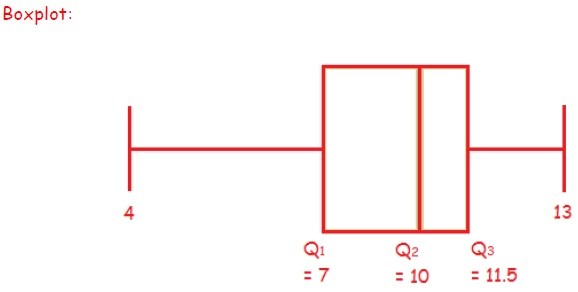 Boxplot:
4
13
Q1
= 7
Q2
= 10
Q3
= 11.5